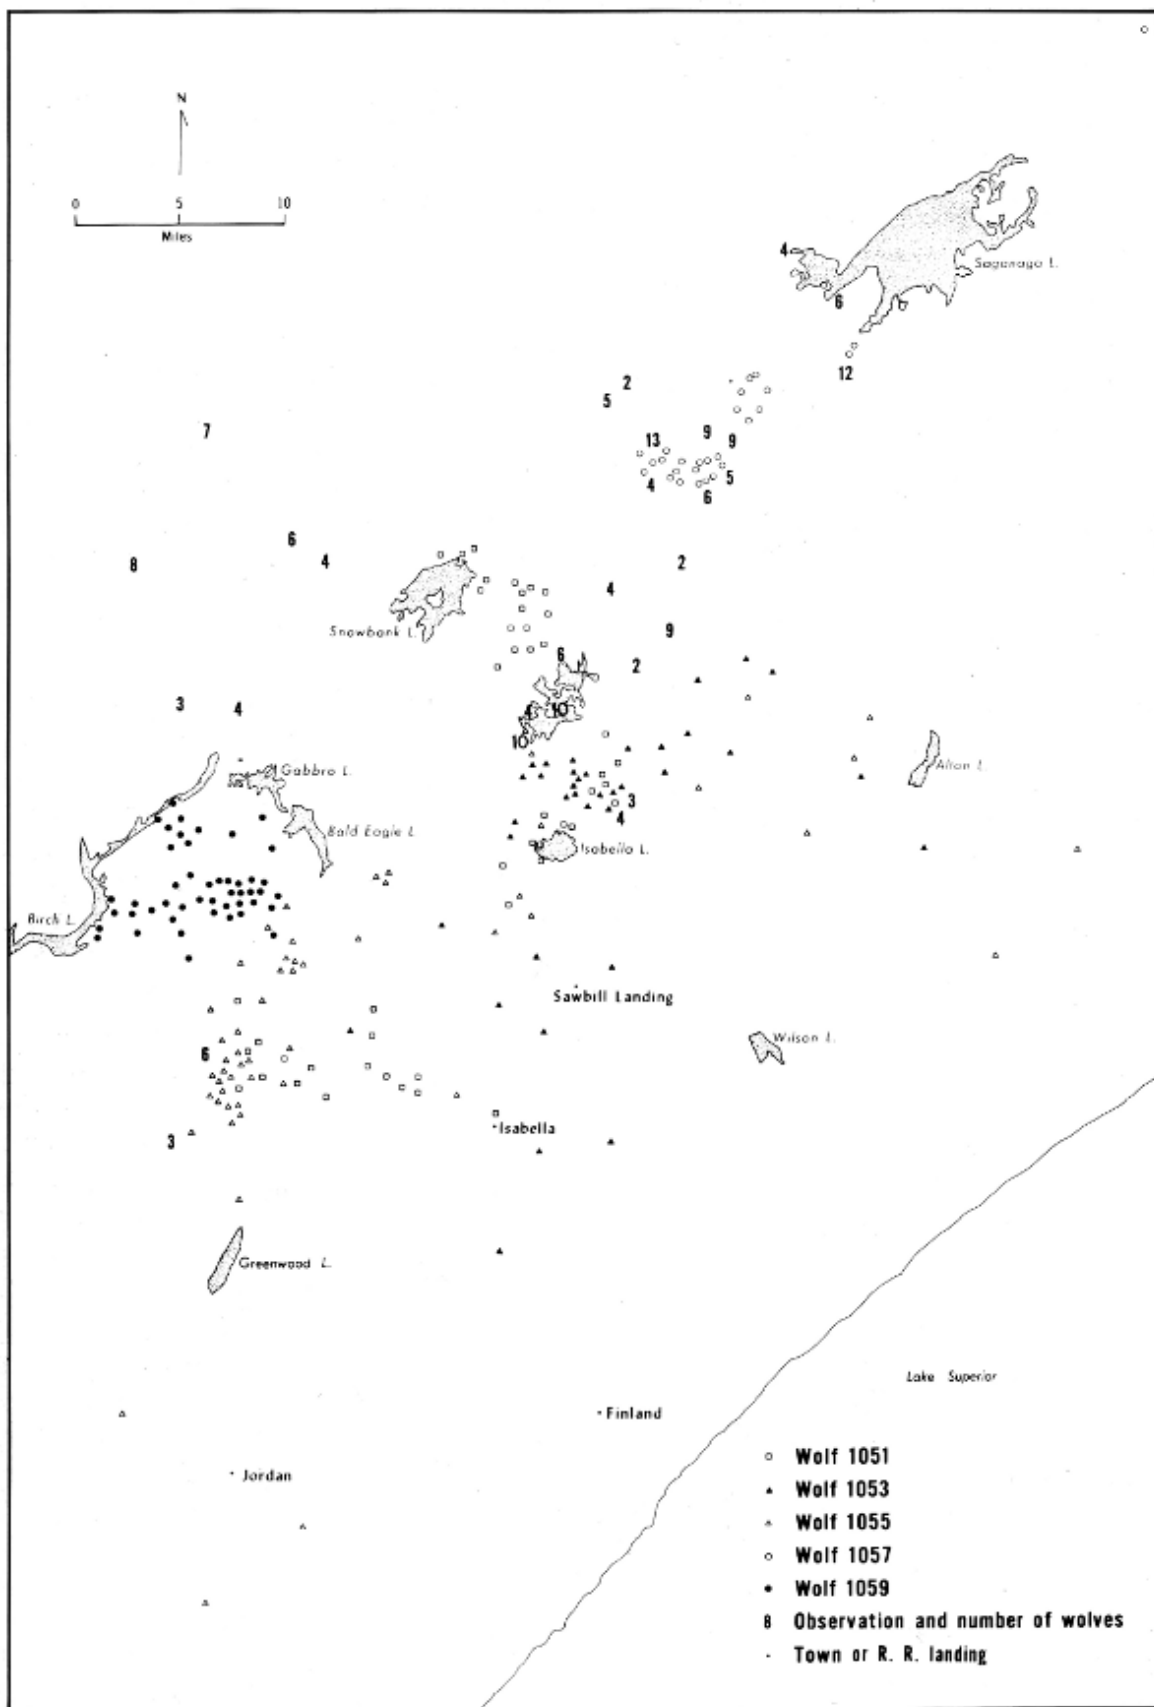 N
0 5 10
Miles
4
Saganaga L.
6
12
2
5
7
13
9
9
4
5
6
6
8
4
2
4
Snowbank L.
9
6
2
3
4
4
10
10
Gabbro L.
Alton L.
3
4
Bald Eagle L
Isabella L.
Birch L.
Sawbill Landing
Wilson L.
6
Isabella
3
Greenwood L.
Lake Superior
Finland
Jordan
Wolf 1051
Wolf 1053
Wolf 1055
Wolf 1057
Wolf 1059
8 Observation and number of wolves
Town or R. R. landing